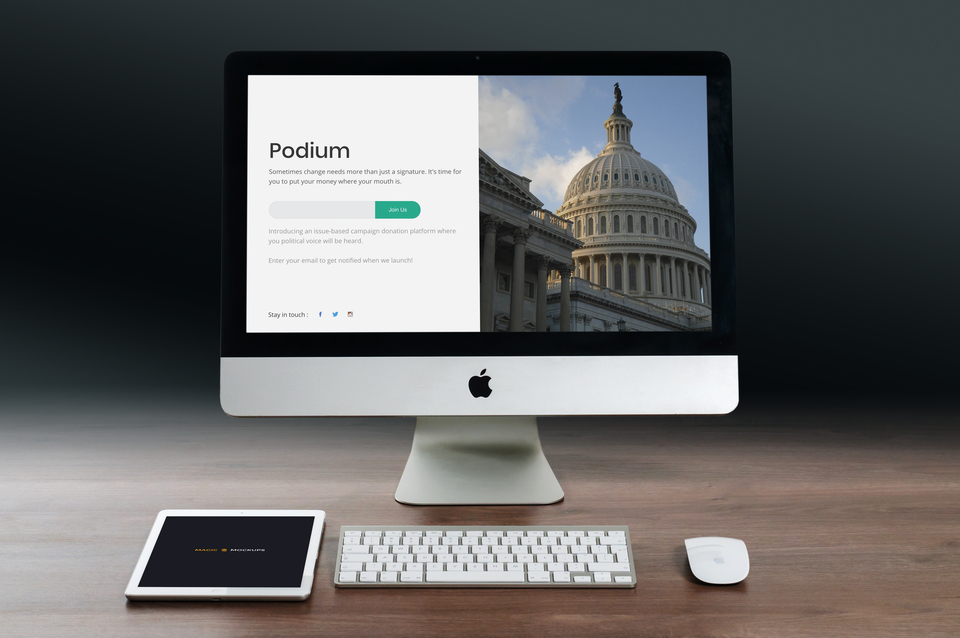 Podium
Sometimes change needs more than just a signature. It's time for
you to put your money where your mouth is.
Join Us
Introducing an issue-based campaign donation platform where
you political voice will be heard.
Enter your email to get notified when we launch!
Stay in touch :
MAGIC MOCKUPS